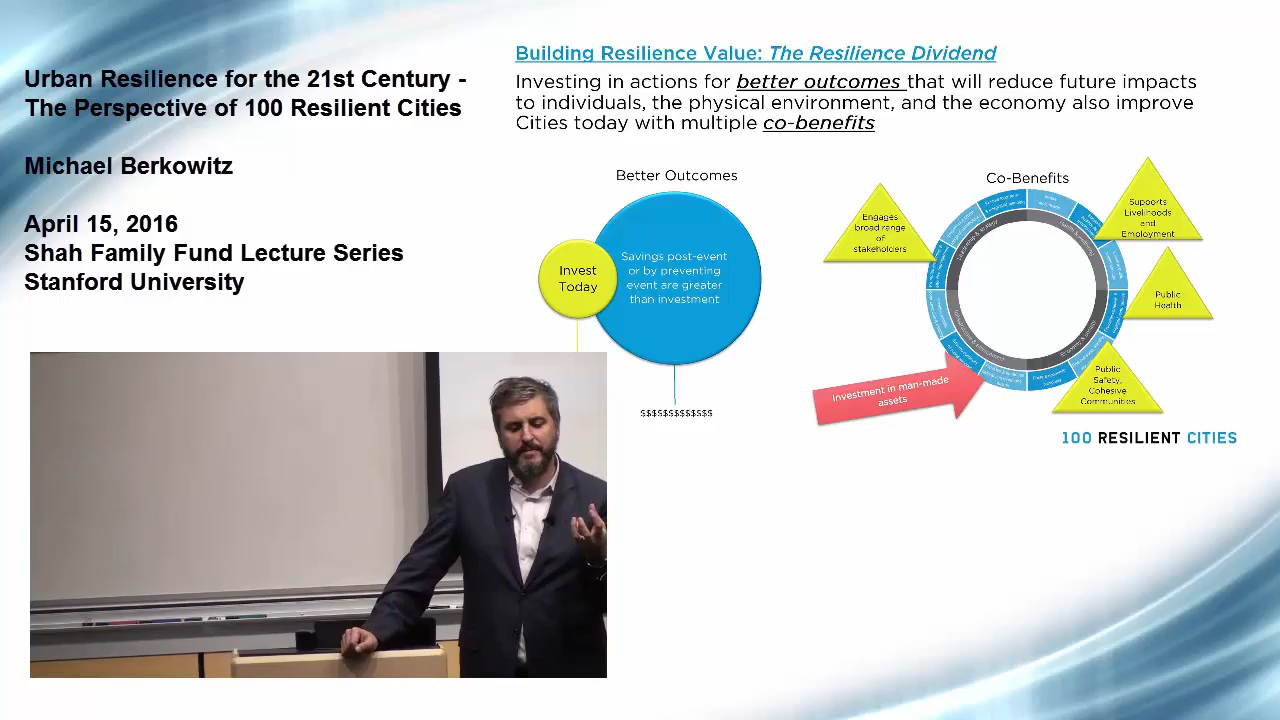 Urban Resilience for the 21st Century -
The Perspective of 100 Resilient Cities
Michael Berkowitz
April 15, 2016
Shah Family Fund Lecture Series
Stanford University
Building Resilience Value: The Resilience Dividend
Investing in actions for better outcomes that will reduce future impacts
to individuals, the physical environment, and the economy also improve
Cities today with multiple co-benefits
Better Outcomes
Invest
Today
Savings post-event
or by preventing
event are greater
than investment
$$$$$$$$$$$$$
Co-Benefits
Engages
broad range
of
stakeholders
Supports
Livelihoods
and
Employment
Public
Health
Public
Safety,
Cohesive
Communities
Investment in man-made
assets
100 RESILIENT CITIES